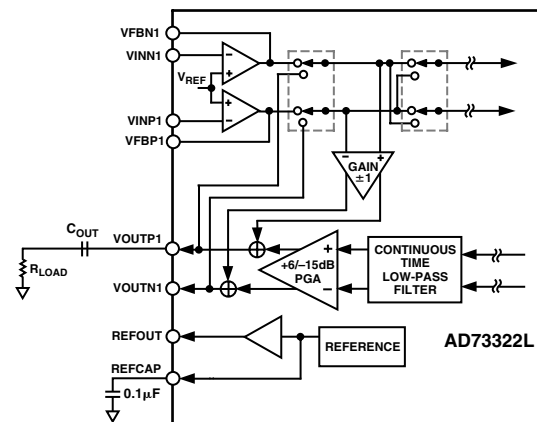 VFBN1
VINN1
VREF
VINP1
VFBP1
GAIN
±1
COUT
VOUTP1
RLOAD
+6/–15dB
PGA
CONTINUOUS
TIME
LOW-PASS
FILTER
VOUTN1
REFOUT
REFERENCE
AD73322L
REFCAP
0.1μF